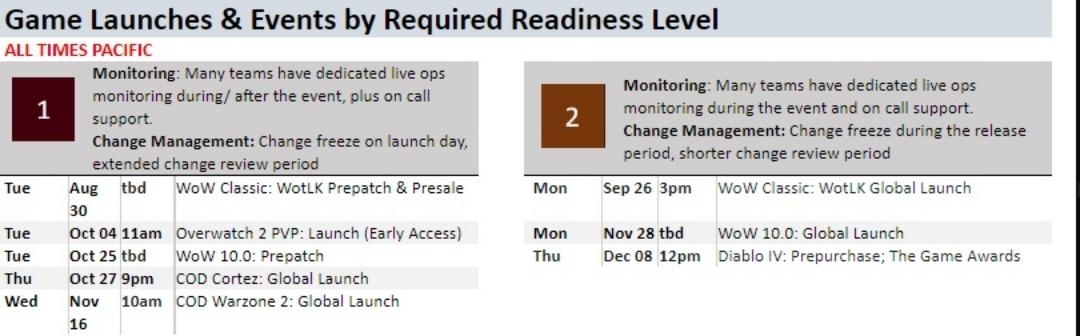 Game Launches & Events by Required Readiness Level
ALL TIMES PACIFIC
1
Monitoring: Many teams have dedicated live ops
monitoring during/ after the event, plus on call
support.
Change Management: Change freeze on launch day,
extended change review period
Tue Aug 30 tbd WoW Classic: WotLK Prepatch & Presale
Tue Oct 04 11am Overwatch 2 PVP: Launch (Early Access)
Tue Oct 25 tbd WoW 10.0: Prepatch
Thu Oct 27 9pm COD Cortez: Global Launch
Wed Nov 16 10am COD Warzone 2: Global Launch
2
Monitoring: Many teams have dedicated live ops
monitoring during the event and on call support.
Change Management: Change freeze during the release
period, shorter change review period
Mon Sep 26 3pm WoW Classic: WotLK Global Launch
Mon Nov 28 tbd WoW 10.0: Global Launch
Thu Dec 08 12pm Diablo IV: Prepurchase; The Game Awards